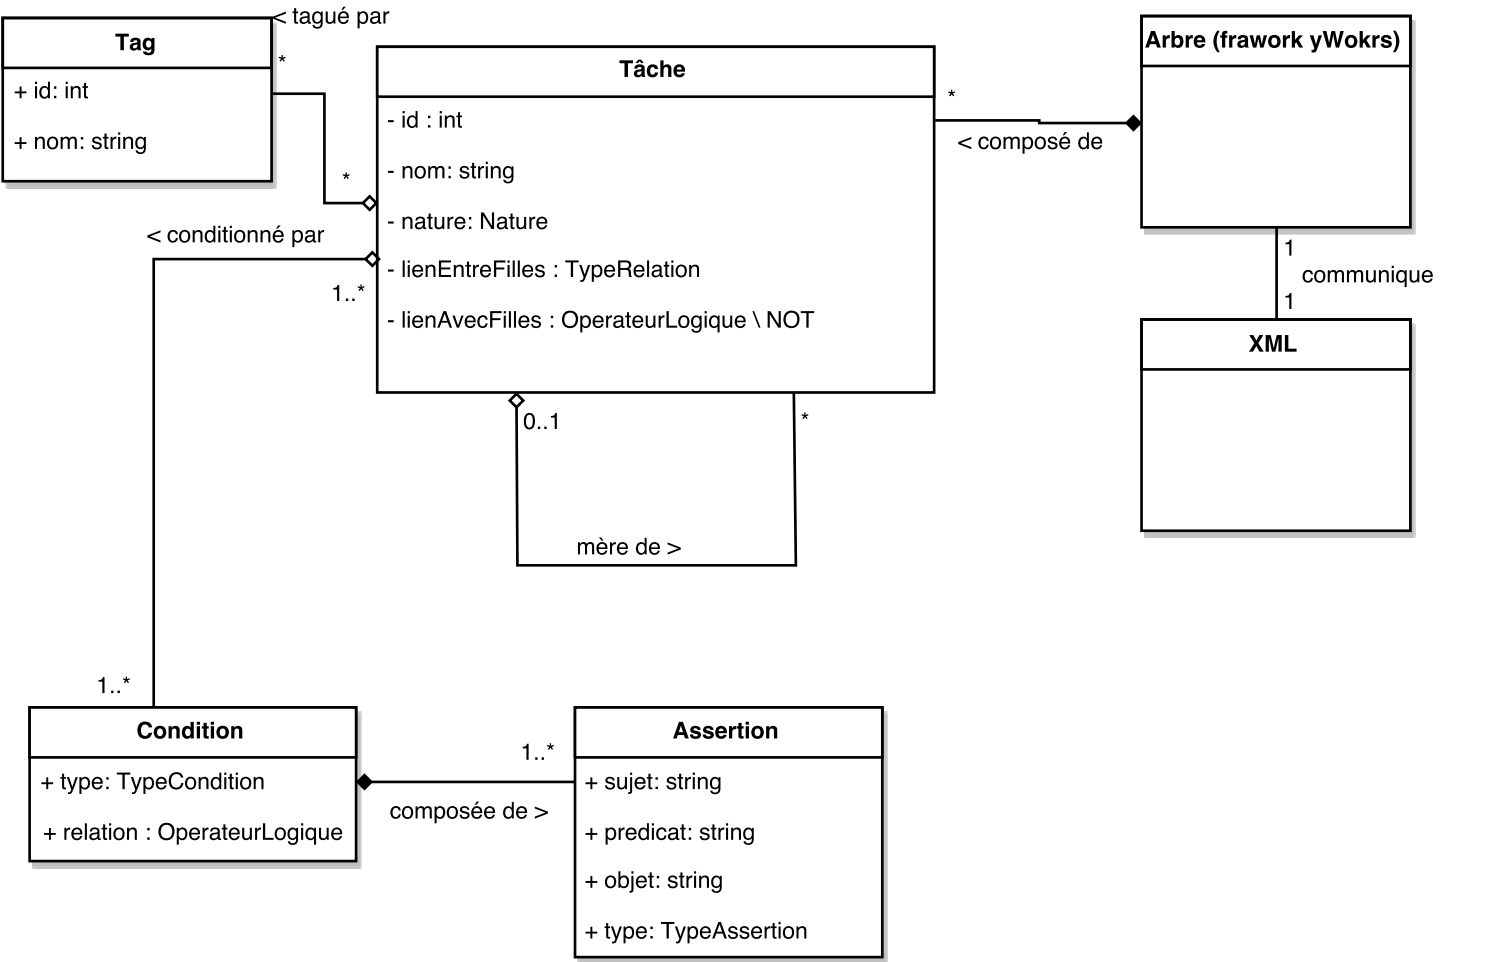 < tagué par
Tag
*
+ id: int
+ nom: string
*
Tâche
- id : int
- nom: string
- nature: Nature
- lienEntreFilles : TypeRelation
- lienAvecFilles : OperateurLogique \ NOT
*
< composé de
Arbre (frawork yWokrs)
1
communique
1
XML
< conditionné par
1..*
0..1
*
mère de >
1..*
Condition
+ type: TypeCondition
+ relation : OperateurLogique
1..*
composée de >
Assertion
+ sujet: string
+ predicat: string
+ objet: string
+ type: TypeAssertion